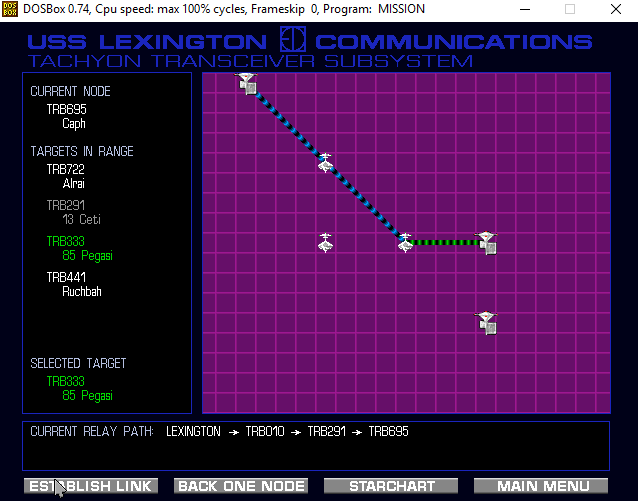 DOS BOX DOSBox 0.74, Cpu speed: max 100% cycles, Frameskip 0, Program: MISSION
USS LEXINGTON COMMUNICATIONS
TACHYON TRANSCEIVER SUBSYSTEM
CURRENT NODE
TRB695
Caph
TARGETS IN RANGE
TRB722
Alrai
TRB291
13 Ceti
TRB333
85 Pegasi
TRB441
Ruchbah
SELECTED TARGET
TRB333
85 Pegasi
CURRENT RELAY PATH: LEXINGTON → TRB010 → TRB291 → TRB695
ESTABLISH LINK BACK ONE NODE STARCHART MAIN MENU